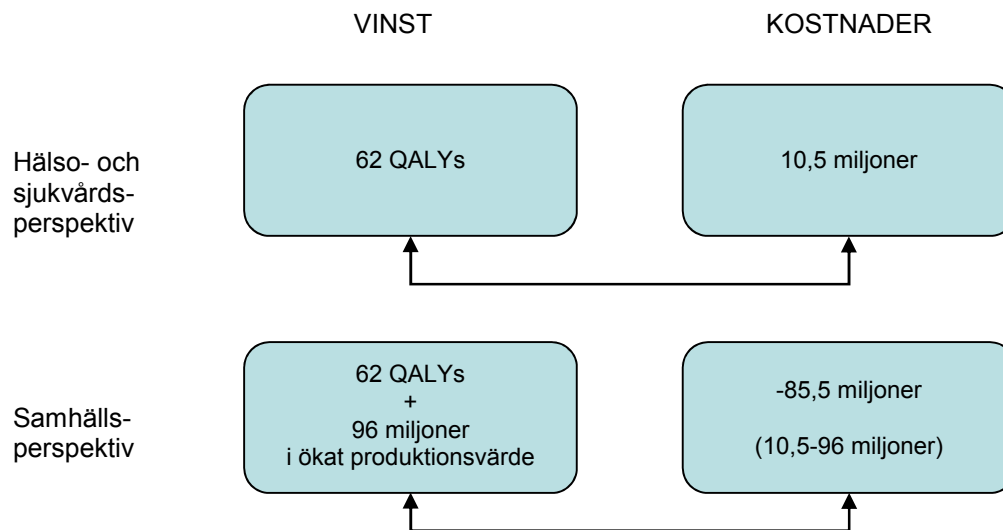 VINST
KOSTNADER
Hälso- och
sjukvårds-
perspektiv
62 QALYs
10,5 miljoner
Samhälls-
perspektiv
62 QALYs
+
96 miljoner
i ökat produktionsvärde
-85,5 miljoner
(10,5-96 miljoner)